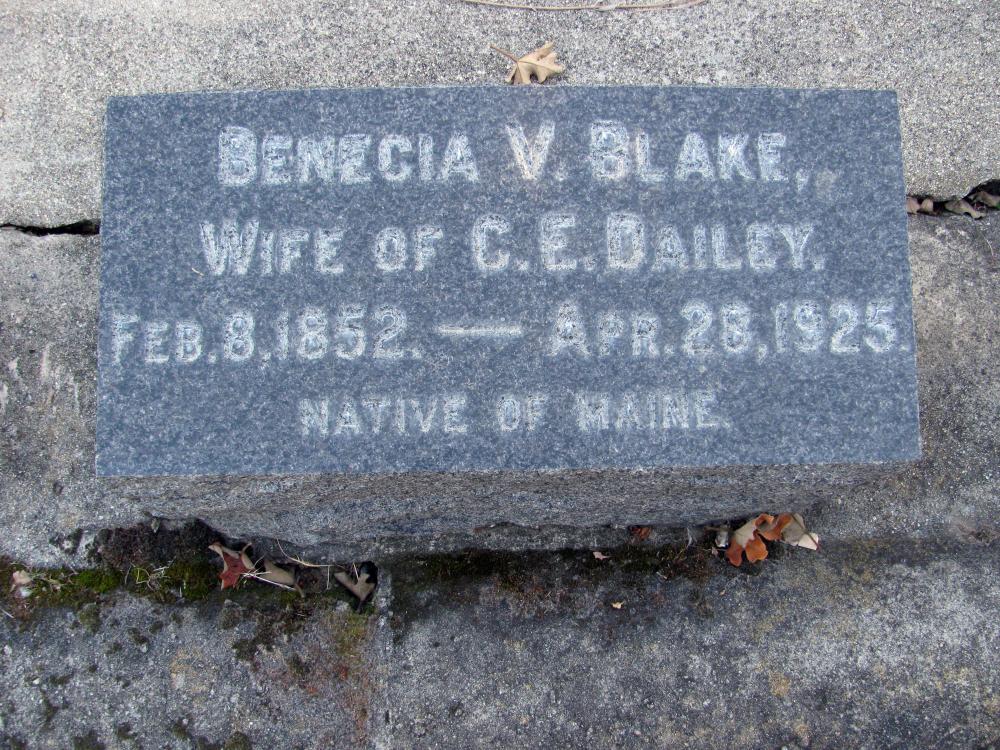 BENECIA V. BLAKE,
WIFE OF C.E. DAILEY.
FEB. 8. 1852. — APR. 28, 1925.
NATIVE OF MAINE.